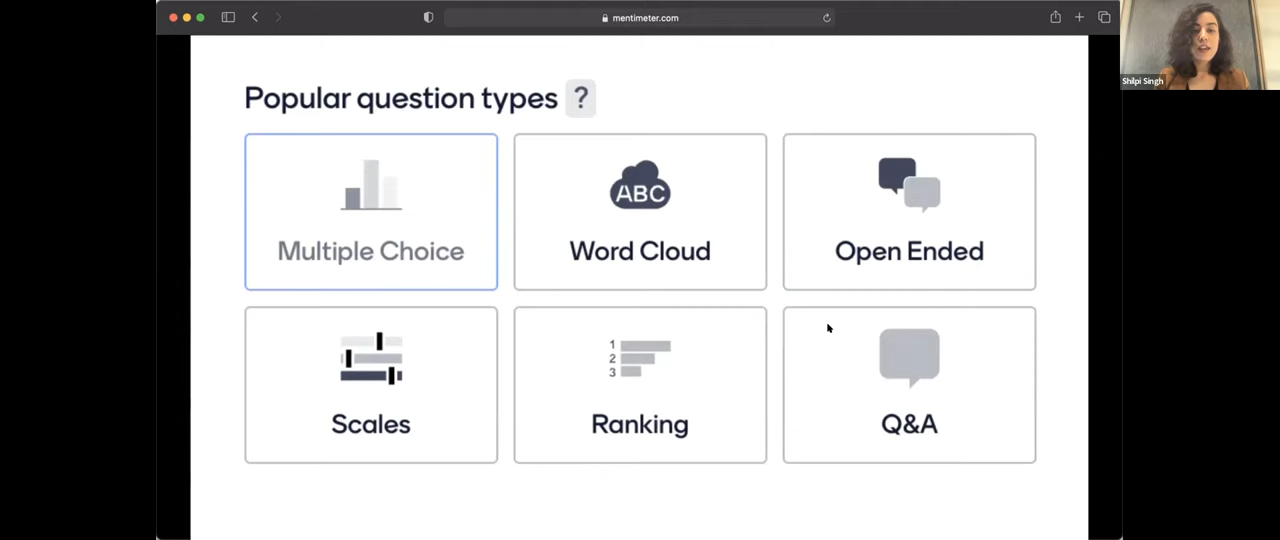 mentimeter.com
Shilpi Singh
Popular question types ?
Multiple Choice
ABC
Word Cloud
Open Ended
Scales
1
2
3
Ranking
Q&A